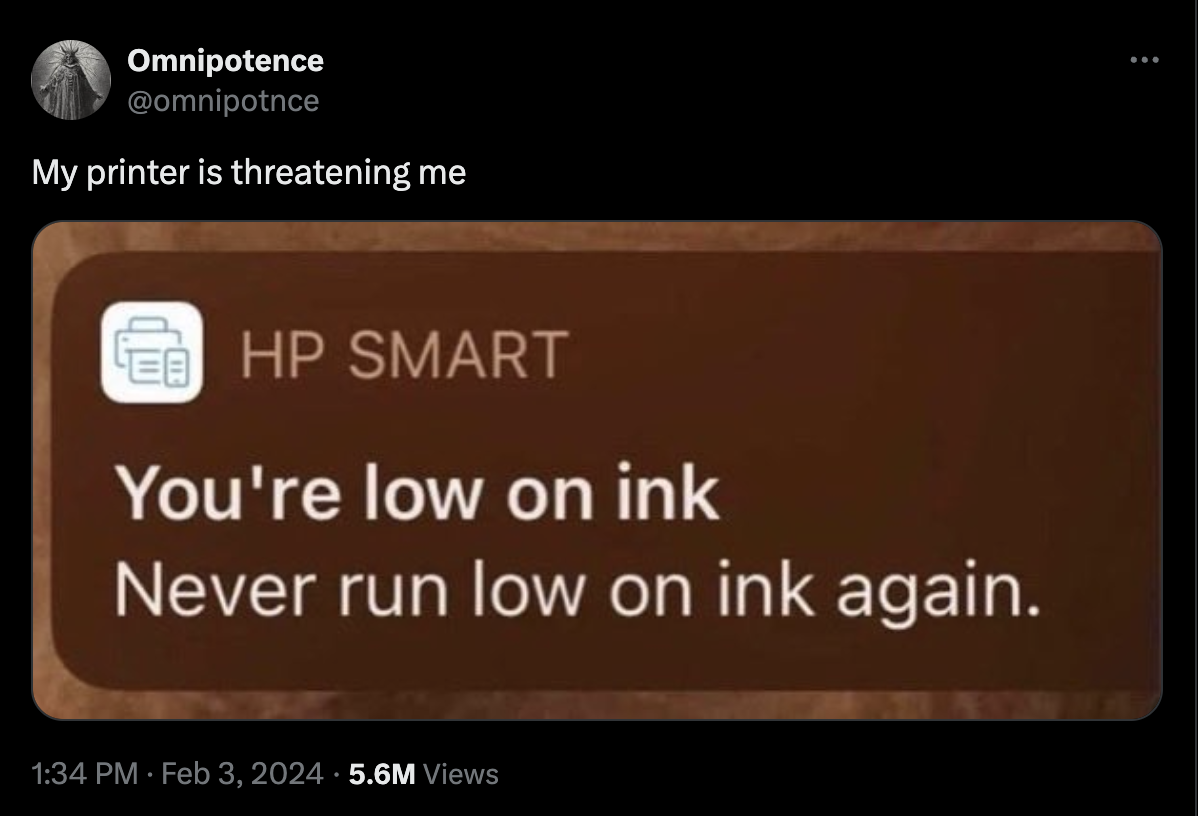 Omnipotence
@omnipotnce
My printer is threatening me
HP SMART
You're low on ink
Never run low on ink again.
1:34 PM · Feb 3, 2024 · 5.6M Views